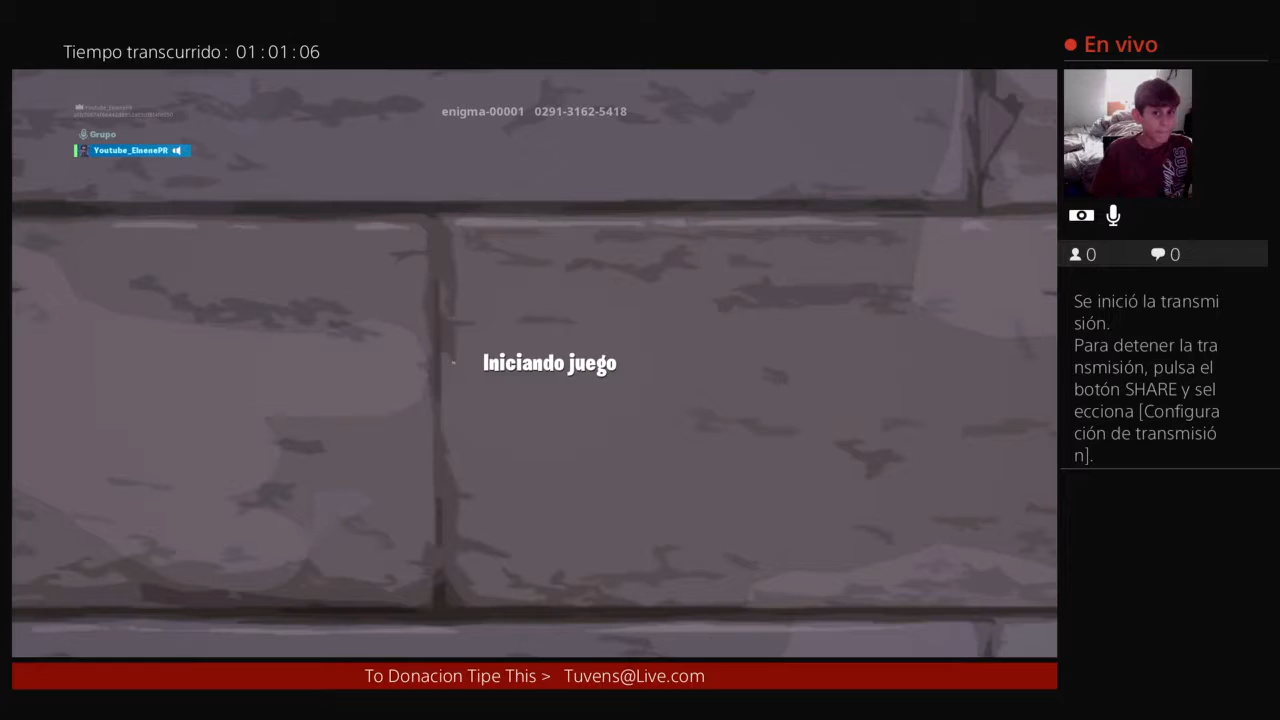 Tiempo transcurrido: 01:01:06
En vivo
enigma-00001 0291-3162-5418
Grupo
Youtube_ElnenePR
0 0
Se inició la transmi
sión.
Para detener la tra
nsmisión, pulsa el
botón SHARE y sel
ecciona [Configura
ción de transmisió
n].
Iniciando juego
To Donacion Tipe This > Tuvens@Live.com